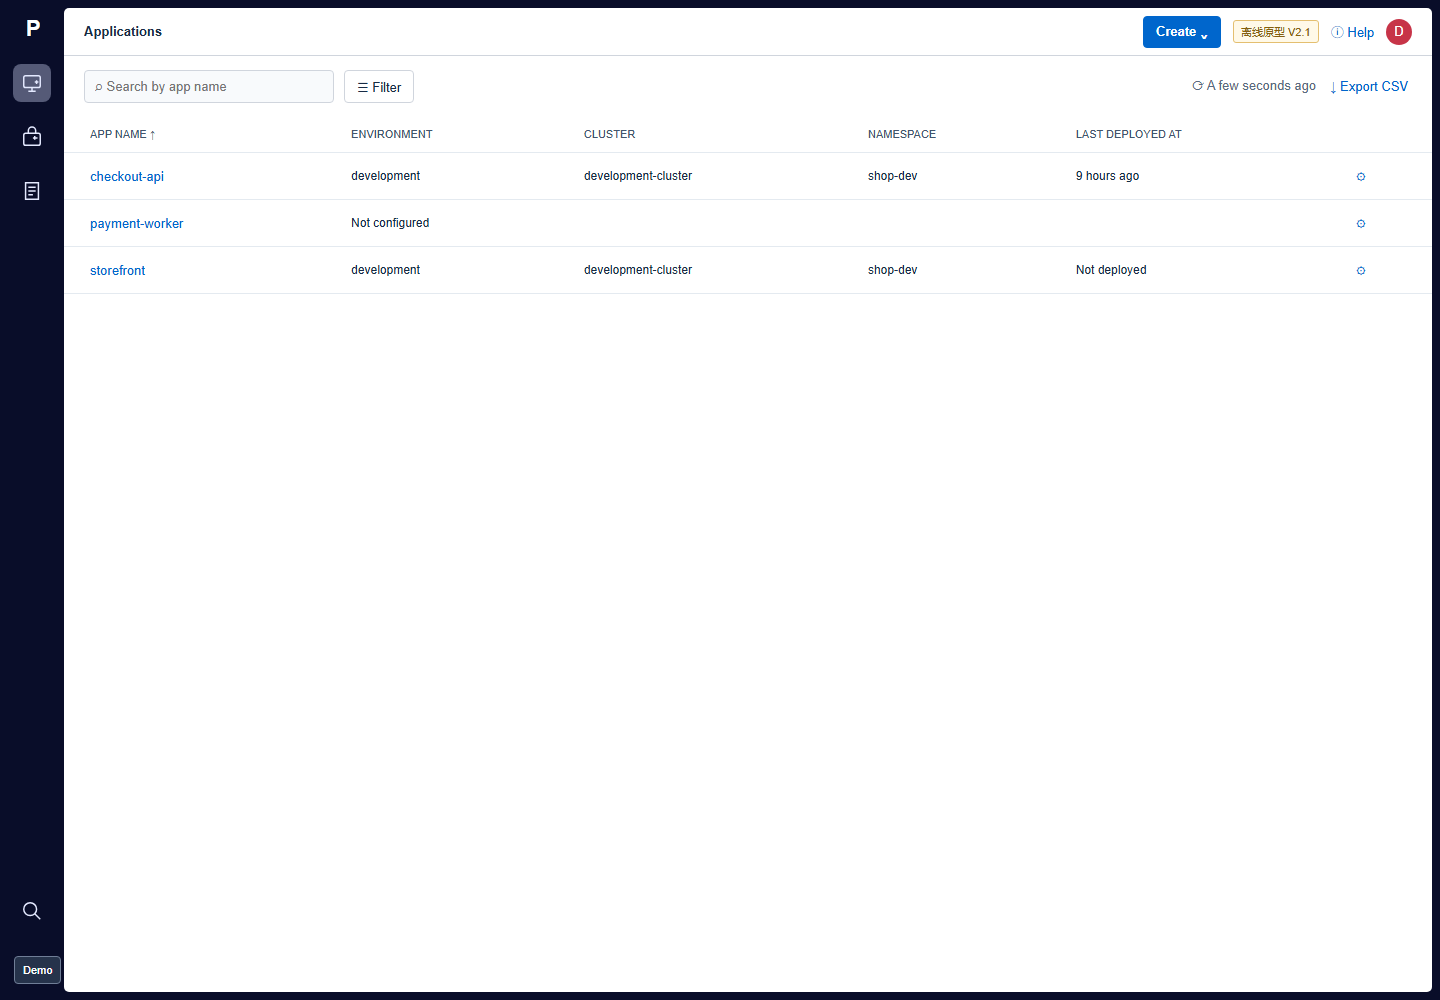 P
Applications
Create
离线原型 V2.1
Help
D
Search by app name
Filter
A few seconds ago
↓ Export CSV
APP NAME ↑ ENVIRONMENT CLUSTER NAMESPACE LAST DEPLOYED AT
checkout-api development development-cluster shop-dev 9 hours ago
payment-worker Not configured
storefront development development-cluster shop-dev Not deployed
Demo